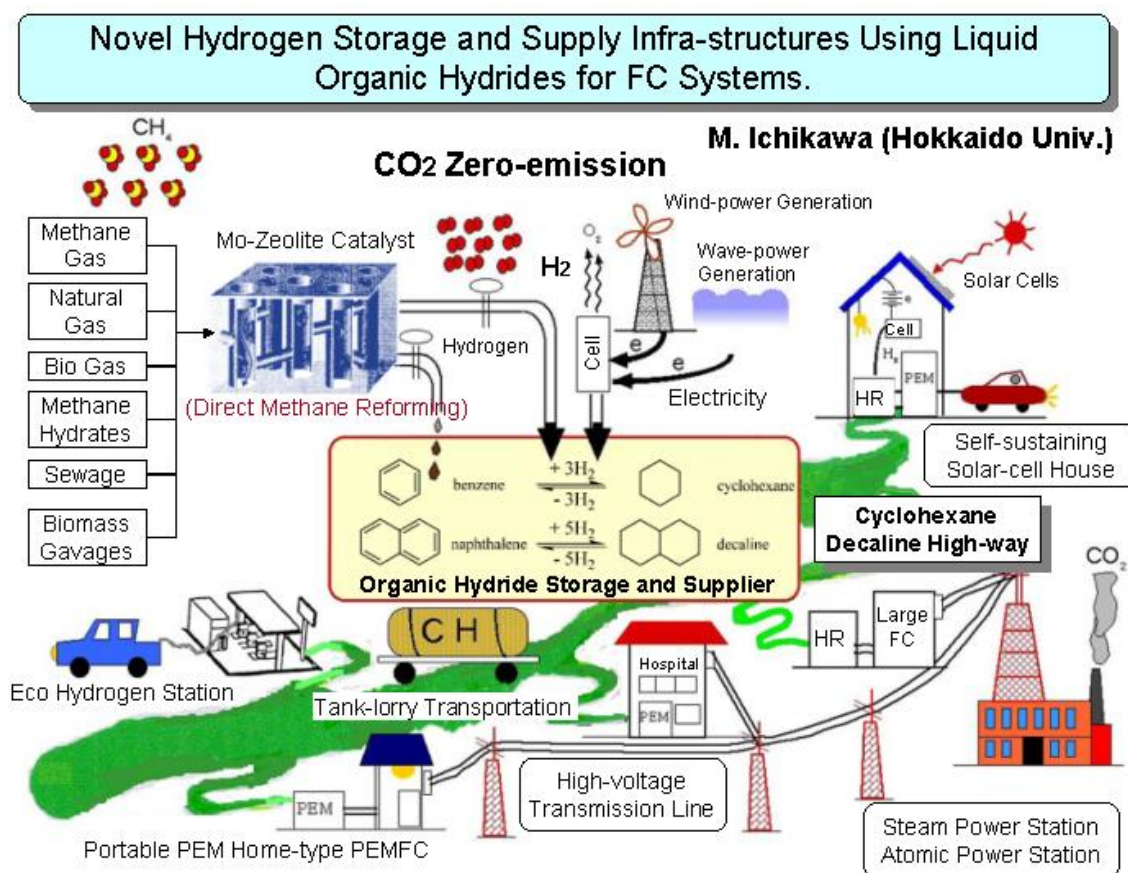 Novel Hydrogen Storage and Supply Infra-structures Using Liquid
Organic Hydrides for FC Systems.
CH4
M. Ichikawa (Hokkaido Univ.)
CO2 Zero-emission
Wind-power Generation
Methane
Gas
Mo-Zeolite Catalyst
O2
H2
Wave-power
Generation
Solar Cells
Natural
Gas
Hydrogen
Cell
e
e
Electricity
e
Cell
H2
HR
PEM
Bio Gas
(Direct Methane Reforming)
Methane
Hydrates
Sewage
Biomass
Gavages
Self-sustaining
Solar-cell House
benzene
+ 3H2
- 3H2
cyclohexane
naphthalene
+ 5H2
- 5H2
decaline
Organic Hydride Storage and Supplier
Cyclohexane
Decaline High-way
CO2
Eco Hydrogen Station
C H
Tank-lorry Transportation
Hospital
PEM
HR
Large
FC
PEM
High-voltage
Transmission Line
Portable PEM Home-type PEMFC
Steam Power Station
Atomic Power Station